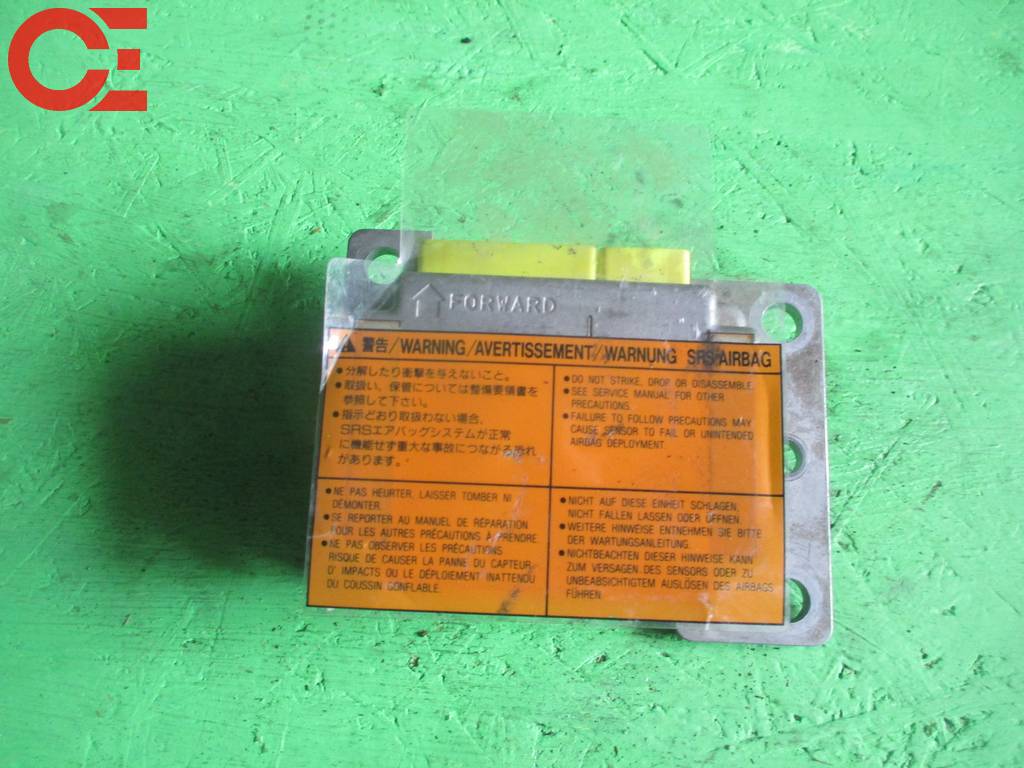 CE
FORWARD
警告/WARNING/AVERTISSEMENT/WARNUNG SRS AIRBAG
●分解したり衝撃を与えないこと。
●取扱い、保管については整備要領書を
参照して下さい。
●指示どおり取扱わない場合、
SRSエアバッグシステムが正常
に機能せず重大な事故につながる恐れ
があります。
●DO NOT STRIKE, DROP OR DISASSEMBLE.
●SEE SERVICE MANUAL FOR OTHER
PRECAUTIONS.
●FAILURE TO FOLLOW PRECAUTIONS MAY
CAUSE SENSOR TO FAIL OR UNINTENDED
AIRBAG DEPLOYMENT.
●NE PAS HEURTER, LAISSER TOMBER NI
DÉMONTER.
●SE REPORTER AU MANUEL DE RÉPARATION
POUR LES AUTRES PRÉCAUTIONS À PRENDRE
●NE PAS OBSERVER LES PRÉCAUTIONS
RISQUE DE CAUSER LA PANNE DU CAPTEUR
D' IMPACTS OU LE DÉPLOIEMENT INATTENDU
DU COUSSIN GONFLABLE.
●NICHT AUF DIESE EINHEIT SCHLAGEN,
NICHT FALLEN LASSEN ODER ÖFFNEN.
●WEITERE HINWEISE ENTNEHMEN SIE BITTE
DER WARTUNGSANLEITUNG.
●NICHTBEACHTEN DIESER HINWEISE KANN
ZUM VERSAGEN DES SENSORS ODER ZU
UNBEABSICHTIGTEM AUSLÖSEN DES AIRBAGS
FÜHREN.